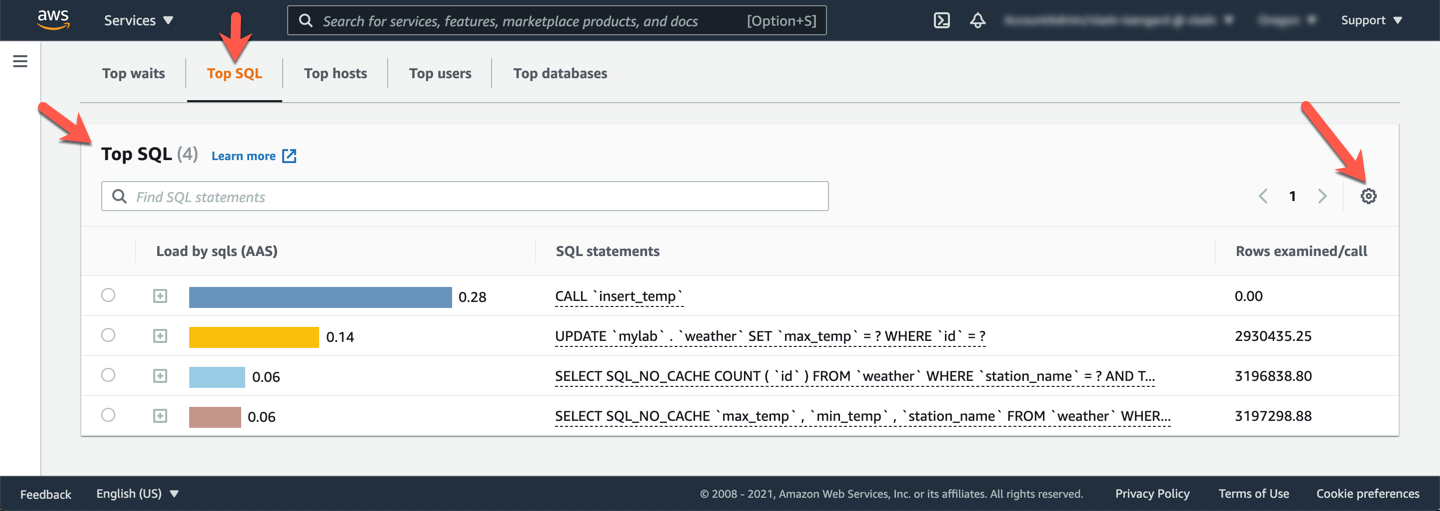 aws Services Search for services, features, marketplace products, and docs [Option+S] Support
Top waits Top SQL Top hosts Top users Top databases
Top SQL (4) Learn more
Find SQL statements 1
Load by sqls (AAS) SQL statements Rows examined/call
0.28 CALL `insert_temp` 0.00
0.14 UPDATE `mylab` . `weather` SET `max_temp` = ? WHERE `id` = ? 2930435.25
0.06 SELECT SQL_NO_CACHE COUNT ( `id` ) FROM `weather` WHERE `station_name` = ? AND T... 3196838.80
0.06 SELECT SQL_NO_CACHE `max_temp` , `min_temp` , `station_name` FROM `weather` WHER... 3197298.88
Feedback English (US) © 2008 - 2021, Amazon Web Services, Inc. or its affiliates. All rights reserved. Privacy Policy Terms of Use Cookie preferences